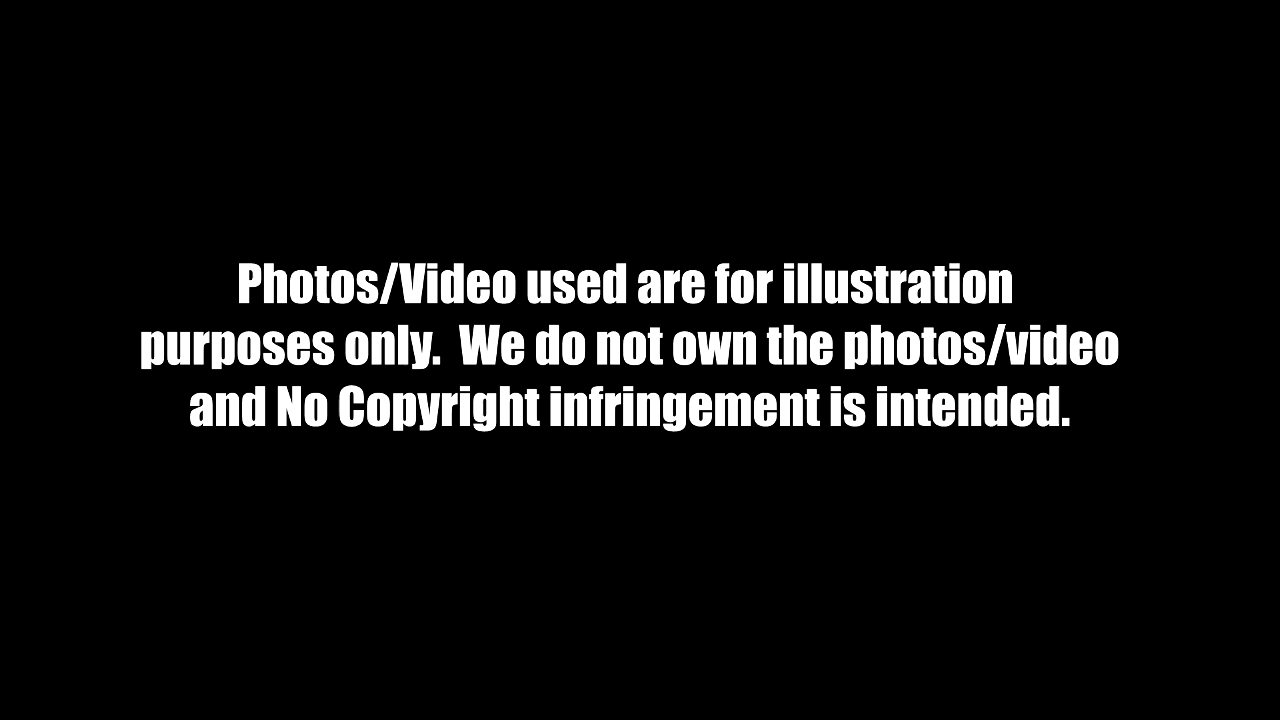 Photos/Video used are for illustration
purposes only.  We do not own the photos/video
and No Copyright infringement is intended.